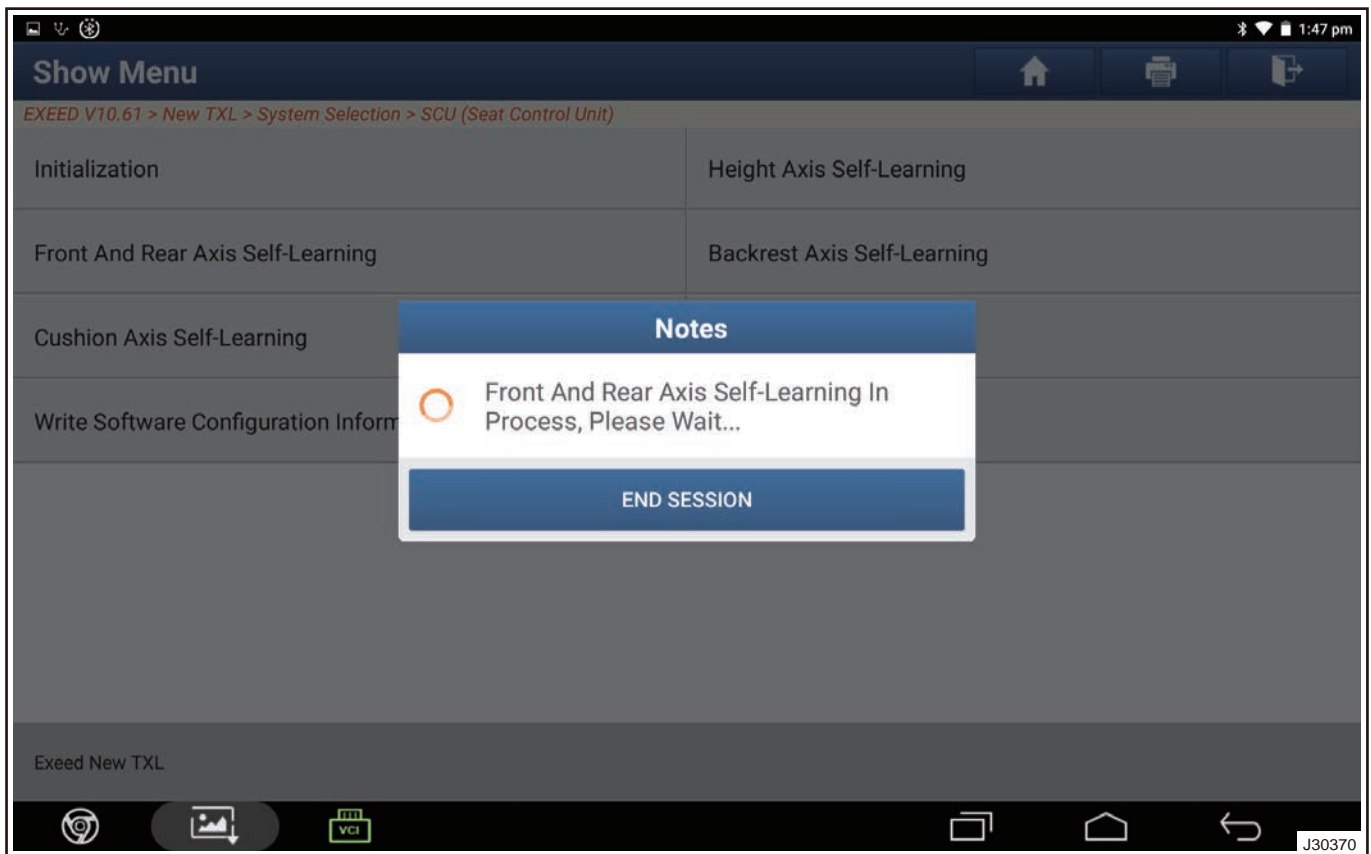 1:47 pm
Show Menu
EXEED V10.61 > New TXL > System Selection > SCU (Seat Control Unit)
Initialization
Height Axis Self-Learning
Front And Rear Axis Self-Learning
Backrest Axis Self-Learning
Cushion Axis Self-Learning
Write Software Configuration Inform
Notes
Front And Rear Axis Self-Learning In
Process, Please Wait...
END SESSION
Exeed New TXL
VCI
J30370